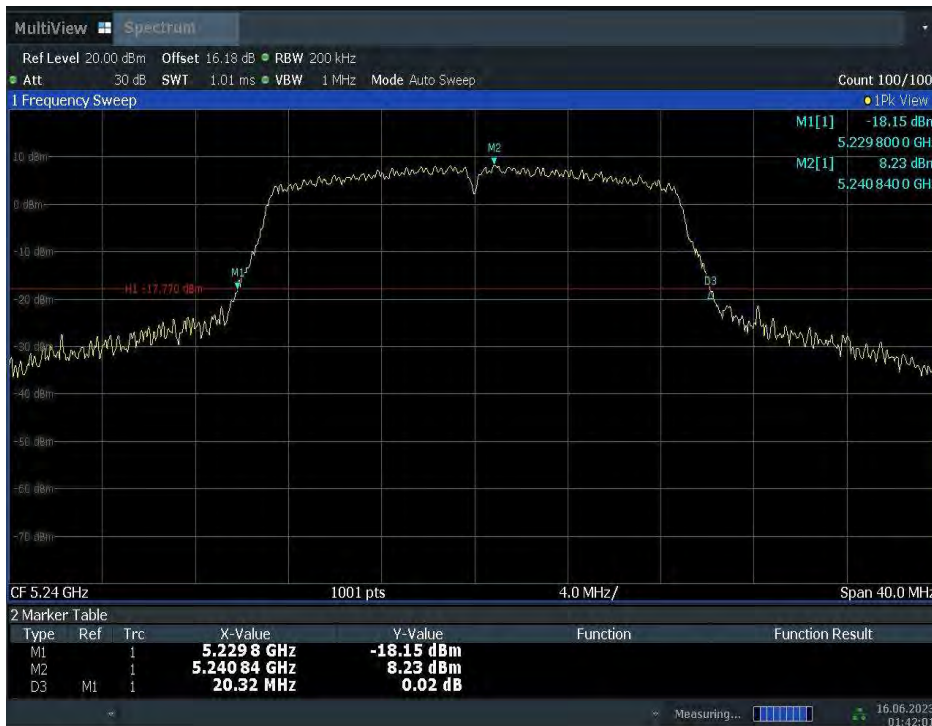 MultiView Spectrum
Ref Level 20.00 dBm Offset 16.18 dB RBW 200 kHz
Att 30 dB SWT 1.01 ms VBW 1 MHz Mode Auto Sweep Count 100/100
1 Frequency Sweep 1Pk View
M1[1] -18.15 dBm
5.229 800 0 GH
M2[1] 8.23 dBm
5.240 840 0 GH
M2
10 dBm
0 dBm
-10 dBm
M1
D3
H1 -17.770 dBm
-20 dBm
-30 dBm
-40 dBm
-50 dBm
-60 dBm
-70 dBm
CF 5.24 GHz 1001 pts 4.0 MHz/ Span 40.0 MHz
2 Marker Table
Type Ref Trc X-Value Y-Value Function Function Result
M1 1 5.229 8 GHz -18.15 dBm
M2 1 5.240 84 GHz 8.23 dBm
D3 M1 1 20.32 MHz 0.02 dB
Measuring... 16.06.2023
01:42:01